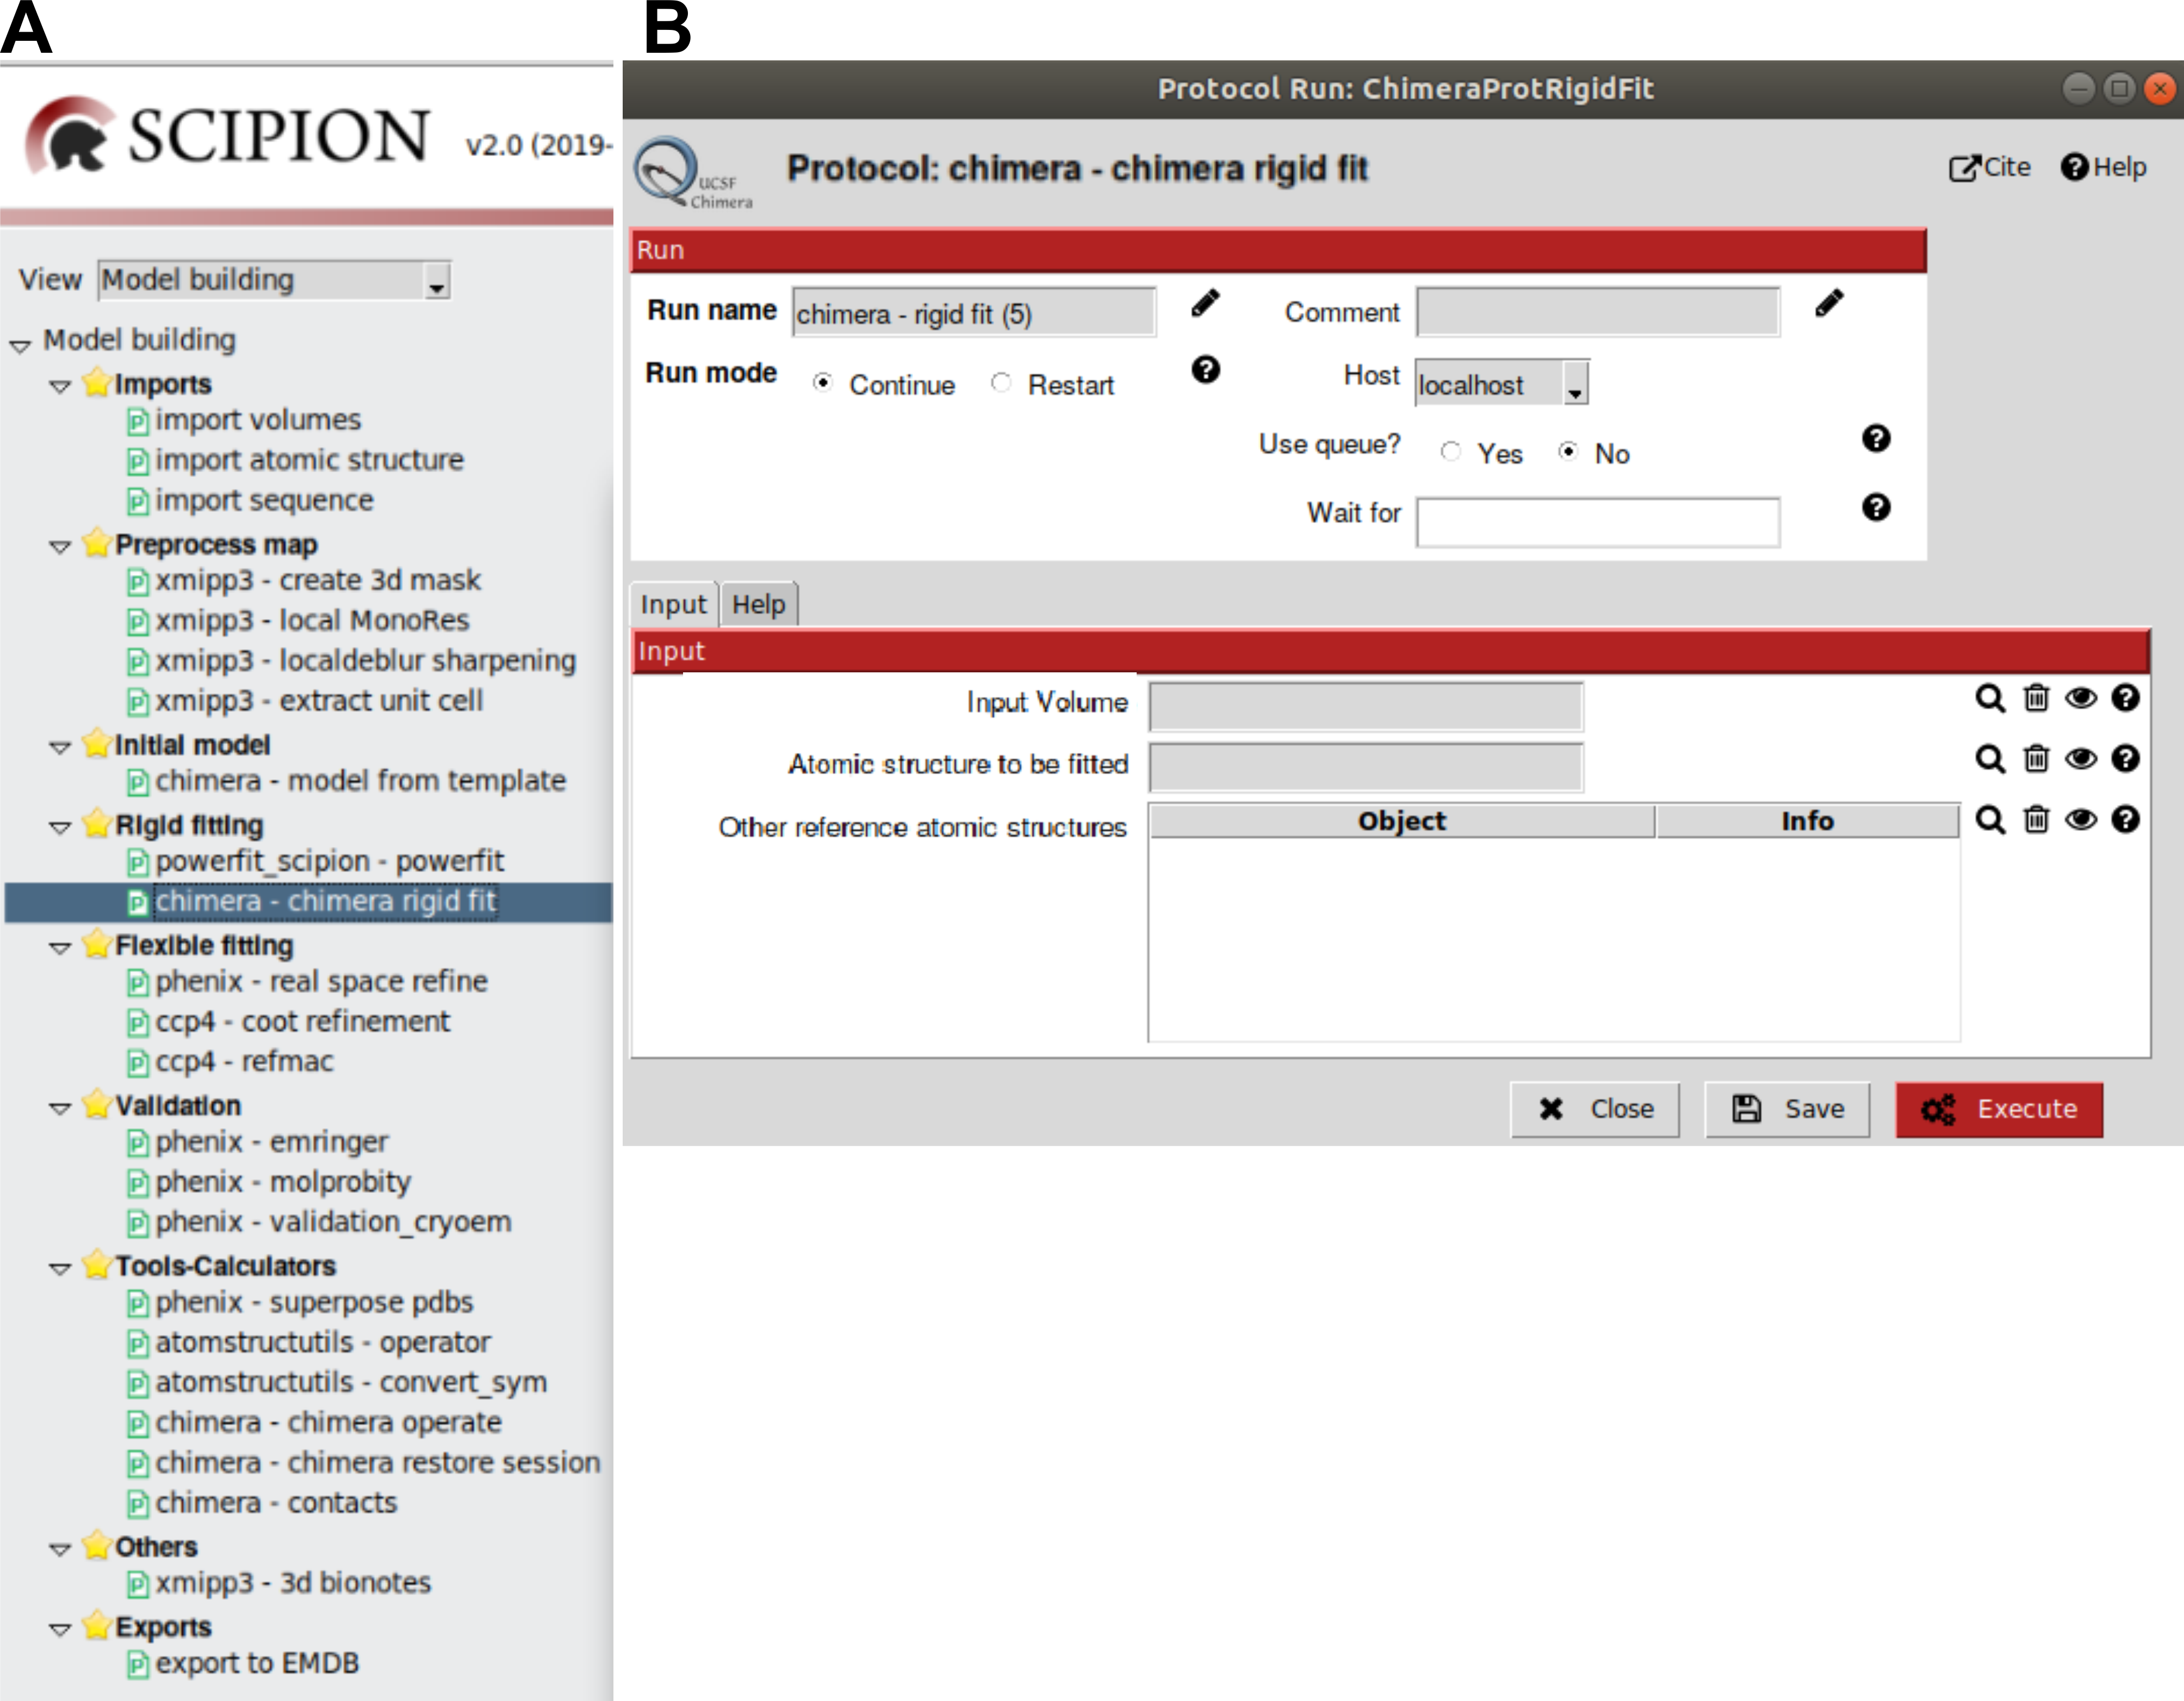 A
SCIPION v2.0 (2019-
View Model building
Model building
Imports
import volumes
import atomic structure
import sequence
Preprocess map
xmipp3 - create 3d mask
xmipp3 - local MonoRes
xmipp3 - localdeblur sharpening
xmipp3 - extract unit cell
Initial model
chimera - model from template
Rigid fitting
powerfit_scipion - powerfit
chimera - chimera rigid fit
Flexible fitting
phenix - real space refine
ccp4 - coot refinement
ccp4 - refmac
Validation
phenix - emringer
phenix - molprobity
phenix - validation_cryoem
Tools-Calculators
phenix - superpose pdbs
atomstructutils - operator
atomstructutils - convert_sym
chimera - chimera operate
chimera - chimera restore session
chimera - contacts
Others
xmipp3 - 3d bionotes
Exports
export to EMDB
B
Protocol Run: ChimeraProtRigidFit
UCSF
Chimera
Protocol: chimera - chimera rigid fit
Cite Help
Run
Run name chimera - rigid fit (5) Comment
Run mode Continue Restart Host localhost
Use queue? Yes No
Wait for
Input Help
Input
Input Volume
Atomic structure to be fitted
Other reference atomic structures Object Info
Close Save Execute